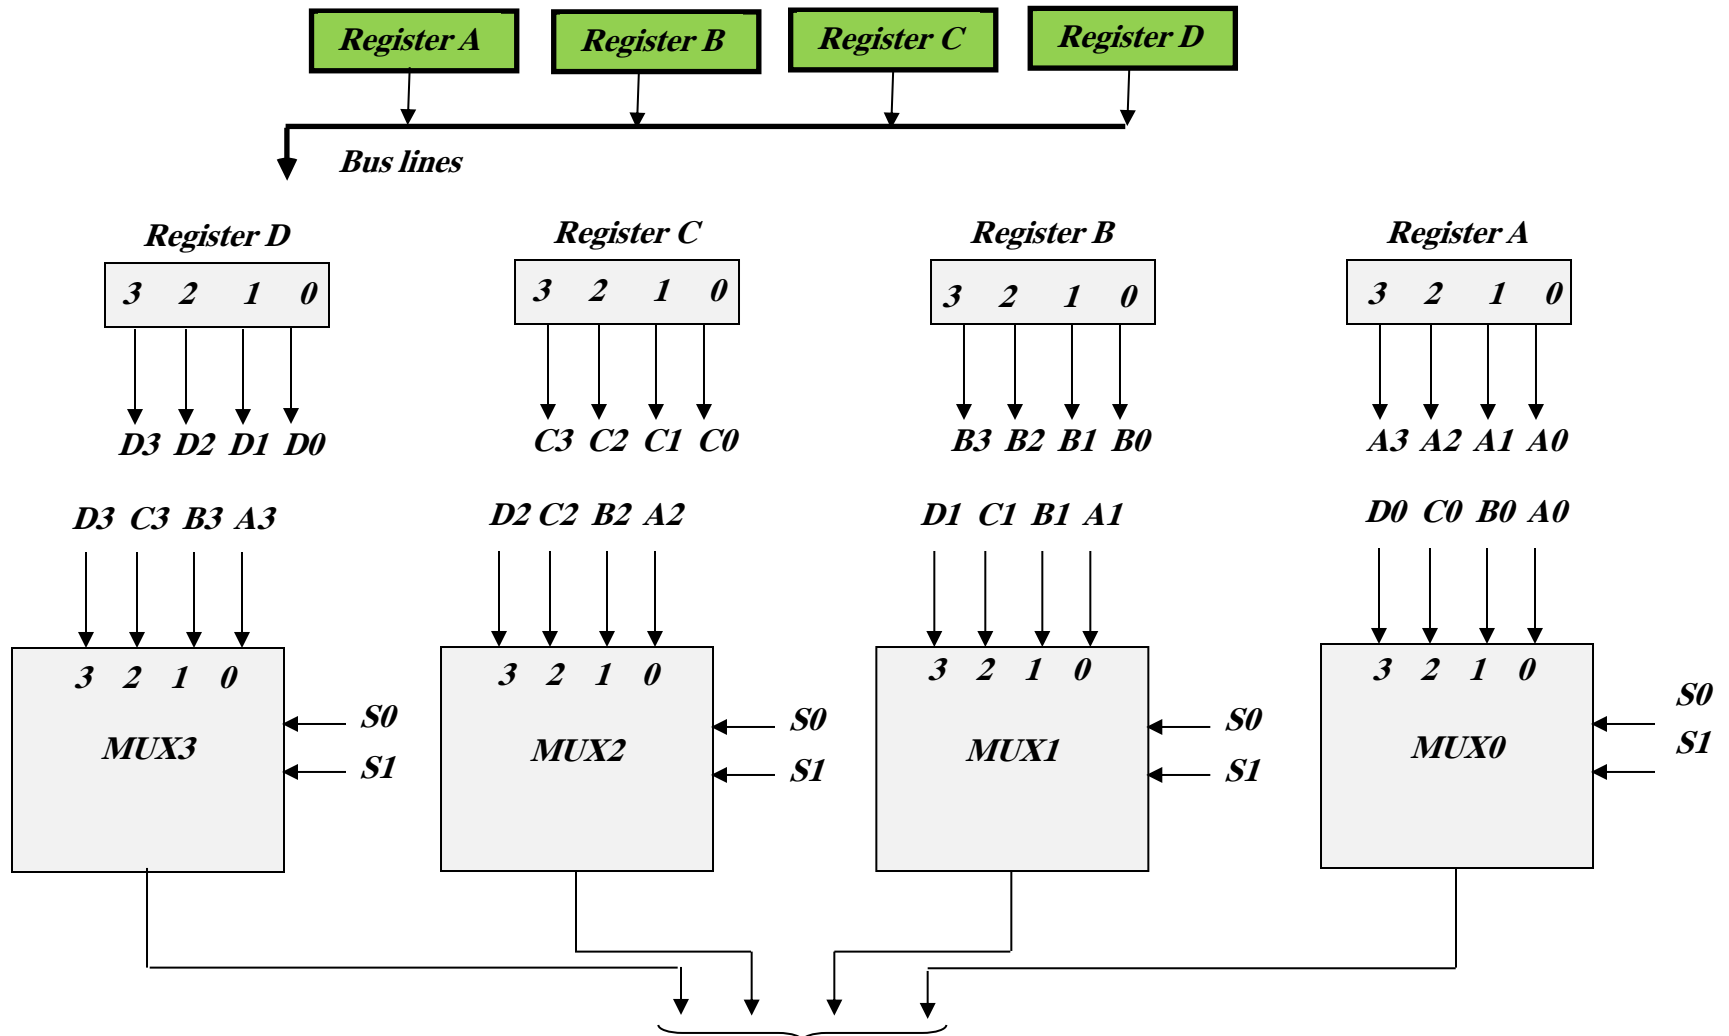 Register A Register B Register C Register D
Bus lines
Register D Register C Register B Register A
3 2 1 0 3 2 1 0 3 2 1 0 3 2 1 0
D3 D2 D1 D0 C3 C2 C1 C0 B3 B2 B1 B0 A3 A2 A1 A0
D3 C3 B3 A3 D2 C2 B2 A2 D1 C1 B1 A1 D0 C0 B0 A0
3 2 1 0 3 2 1 0 3 2 1 0 3 2 1 0
S0 S0 S0 S0
MUX3 MUX2 MUX1 MUX0
S1 S1 S1 S1